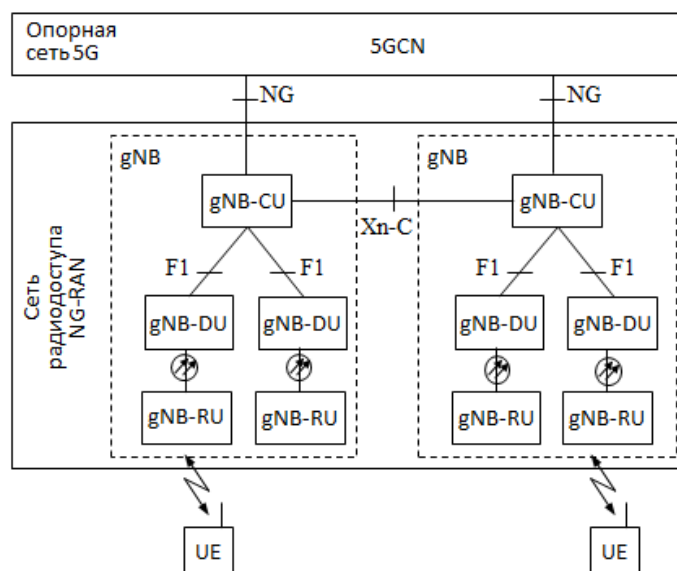 Опорная
сеть 5G
5GCN
NG
NG
gNB
gNB
gNB-CU
gNB-CU
Xn-C
F1
F1
F1
F1
Сеть
радиодоступа
NG-RAN
gNB-DU
gNB-DU
gNB-DU
gNB-DU
gNB-RU
gNB-RU
gNB-RU
gNB-RU
UE
UE